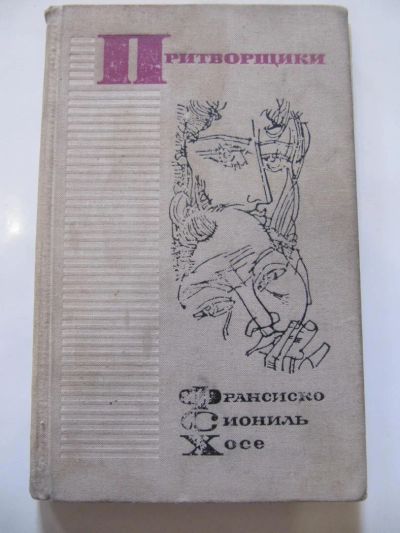 Притворщики
Франсиско
Сиониль
Хосе